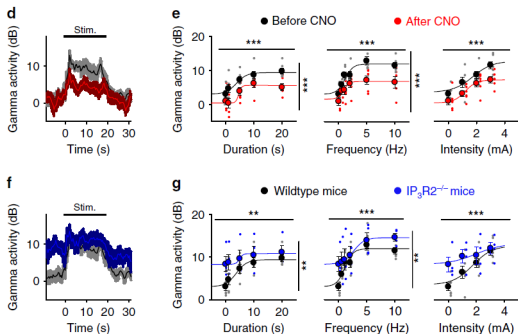 d
Stim.
Gamma activity (dB)
10
0
0 10 20 30
Time (s)
e
Before CNO
After CNO
*** *** ***
Gamma activity (dB)
20
10
0
*** ***
0 10 20
Duration (s)
0 5 10
Frequency (Hz)
0 2 4
Intensity (mA)
f
Stim.
Gamma activity (dB)
10
0
0 10 20 30
Time (s)
g
Wildtype mice
IP3R2−/− mice
** *** ***
Gamma activity (dB)
20
10
0
** **
0 10 20
Duration (s)
0 5 10
Frequency (Hz)
0 2 4
Intensity (mA)